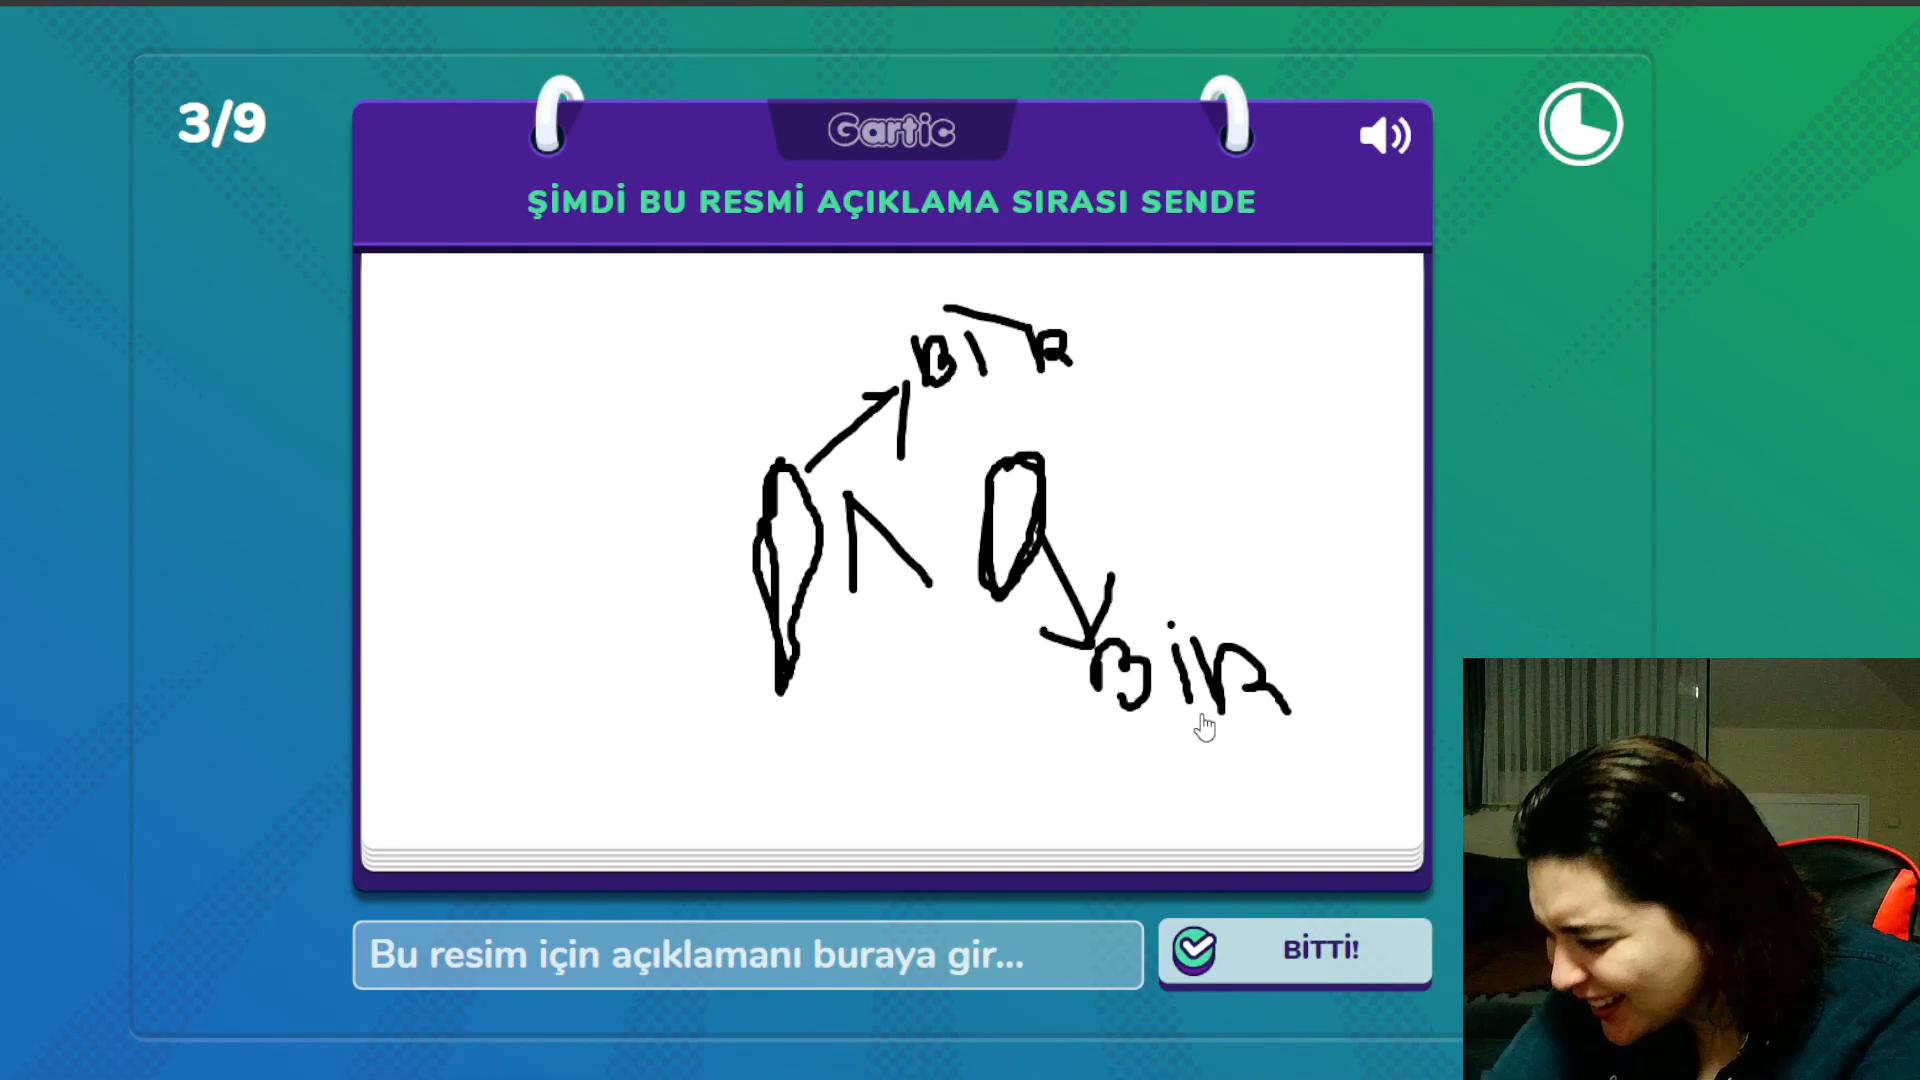 3/9
Gartic
ŞİMDİ BU RESMİ AÇIKLAMA SIRASI SENDE
BIR
BİR
Bu resim için açıklamanı buraya gir...
BİTTİ!